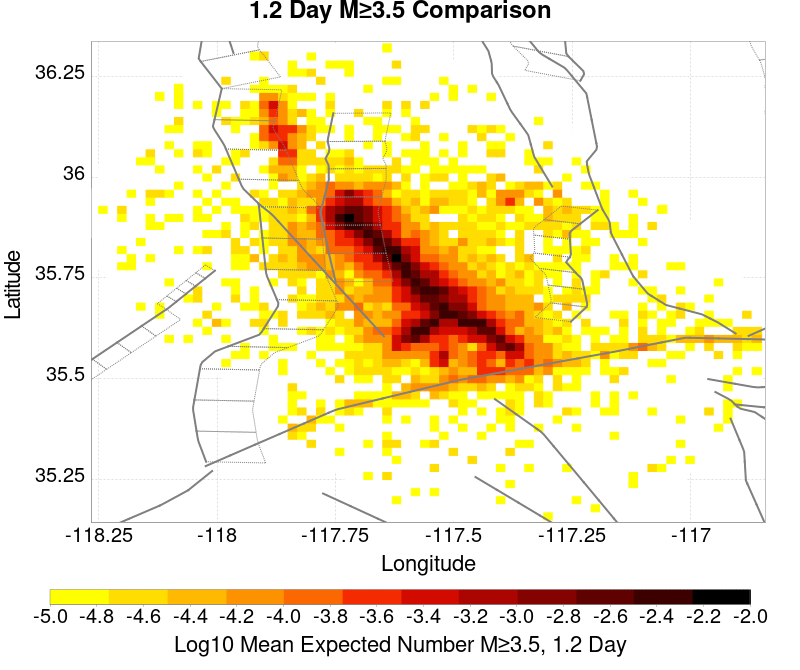 1.2 Day M≥3.5 Comparison
36.25
36
35.75
35.5
35.25
Latitude
-118.25 -118 -117.75 -117.5 -117.25 -117
Longitude
-5.0 -4.8 -4.6 -4.4 -4.2 -4.0 -3.8 -3.6 -3.4 -3.2 -3.0 -2.8 -2.6 -2.4 -2.2 -2.0
Log10 Mean Expected Number M≥3.5, 1.2 Day